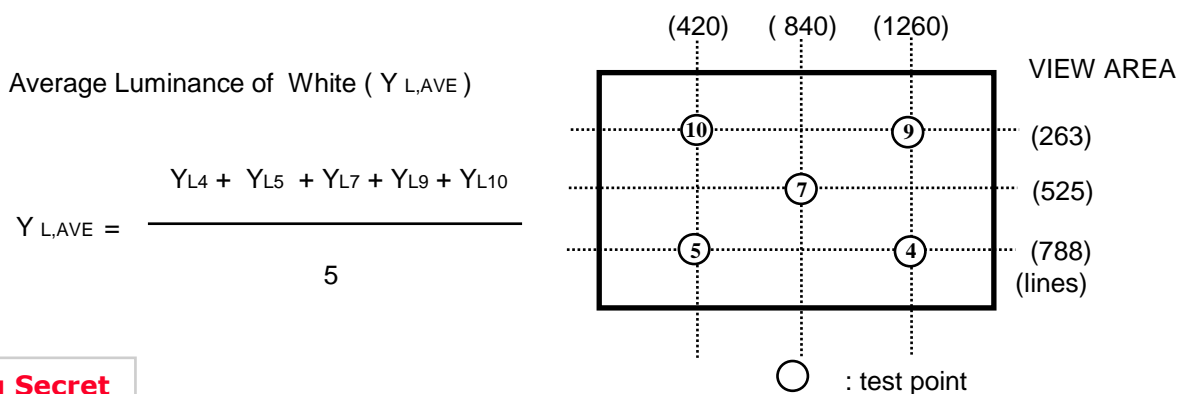 (420) ( 840) (1260)
Average Luminance of White ( Y L,AVE )
VIEW AREA
10 9 (263)
YL4 + YL5 + YL7 + YL9 + YL10
7 (525)
Y L,AVE =
5 4 (788)
5
(lines)
Secret
: test point